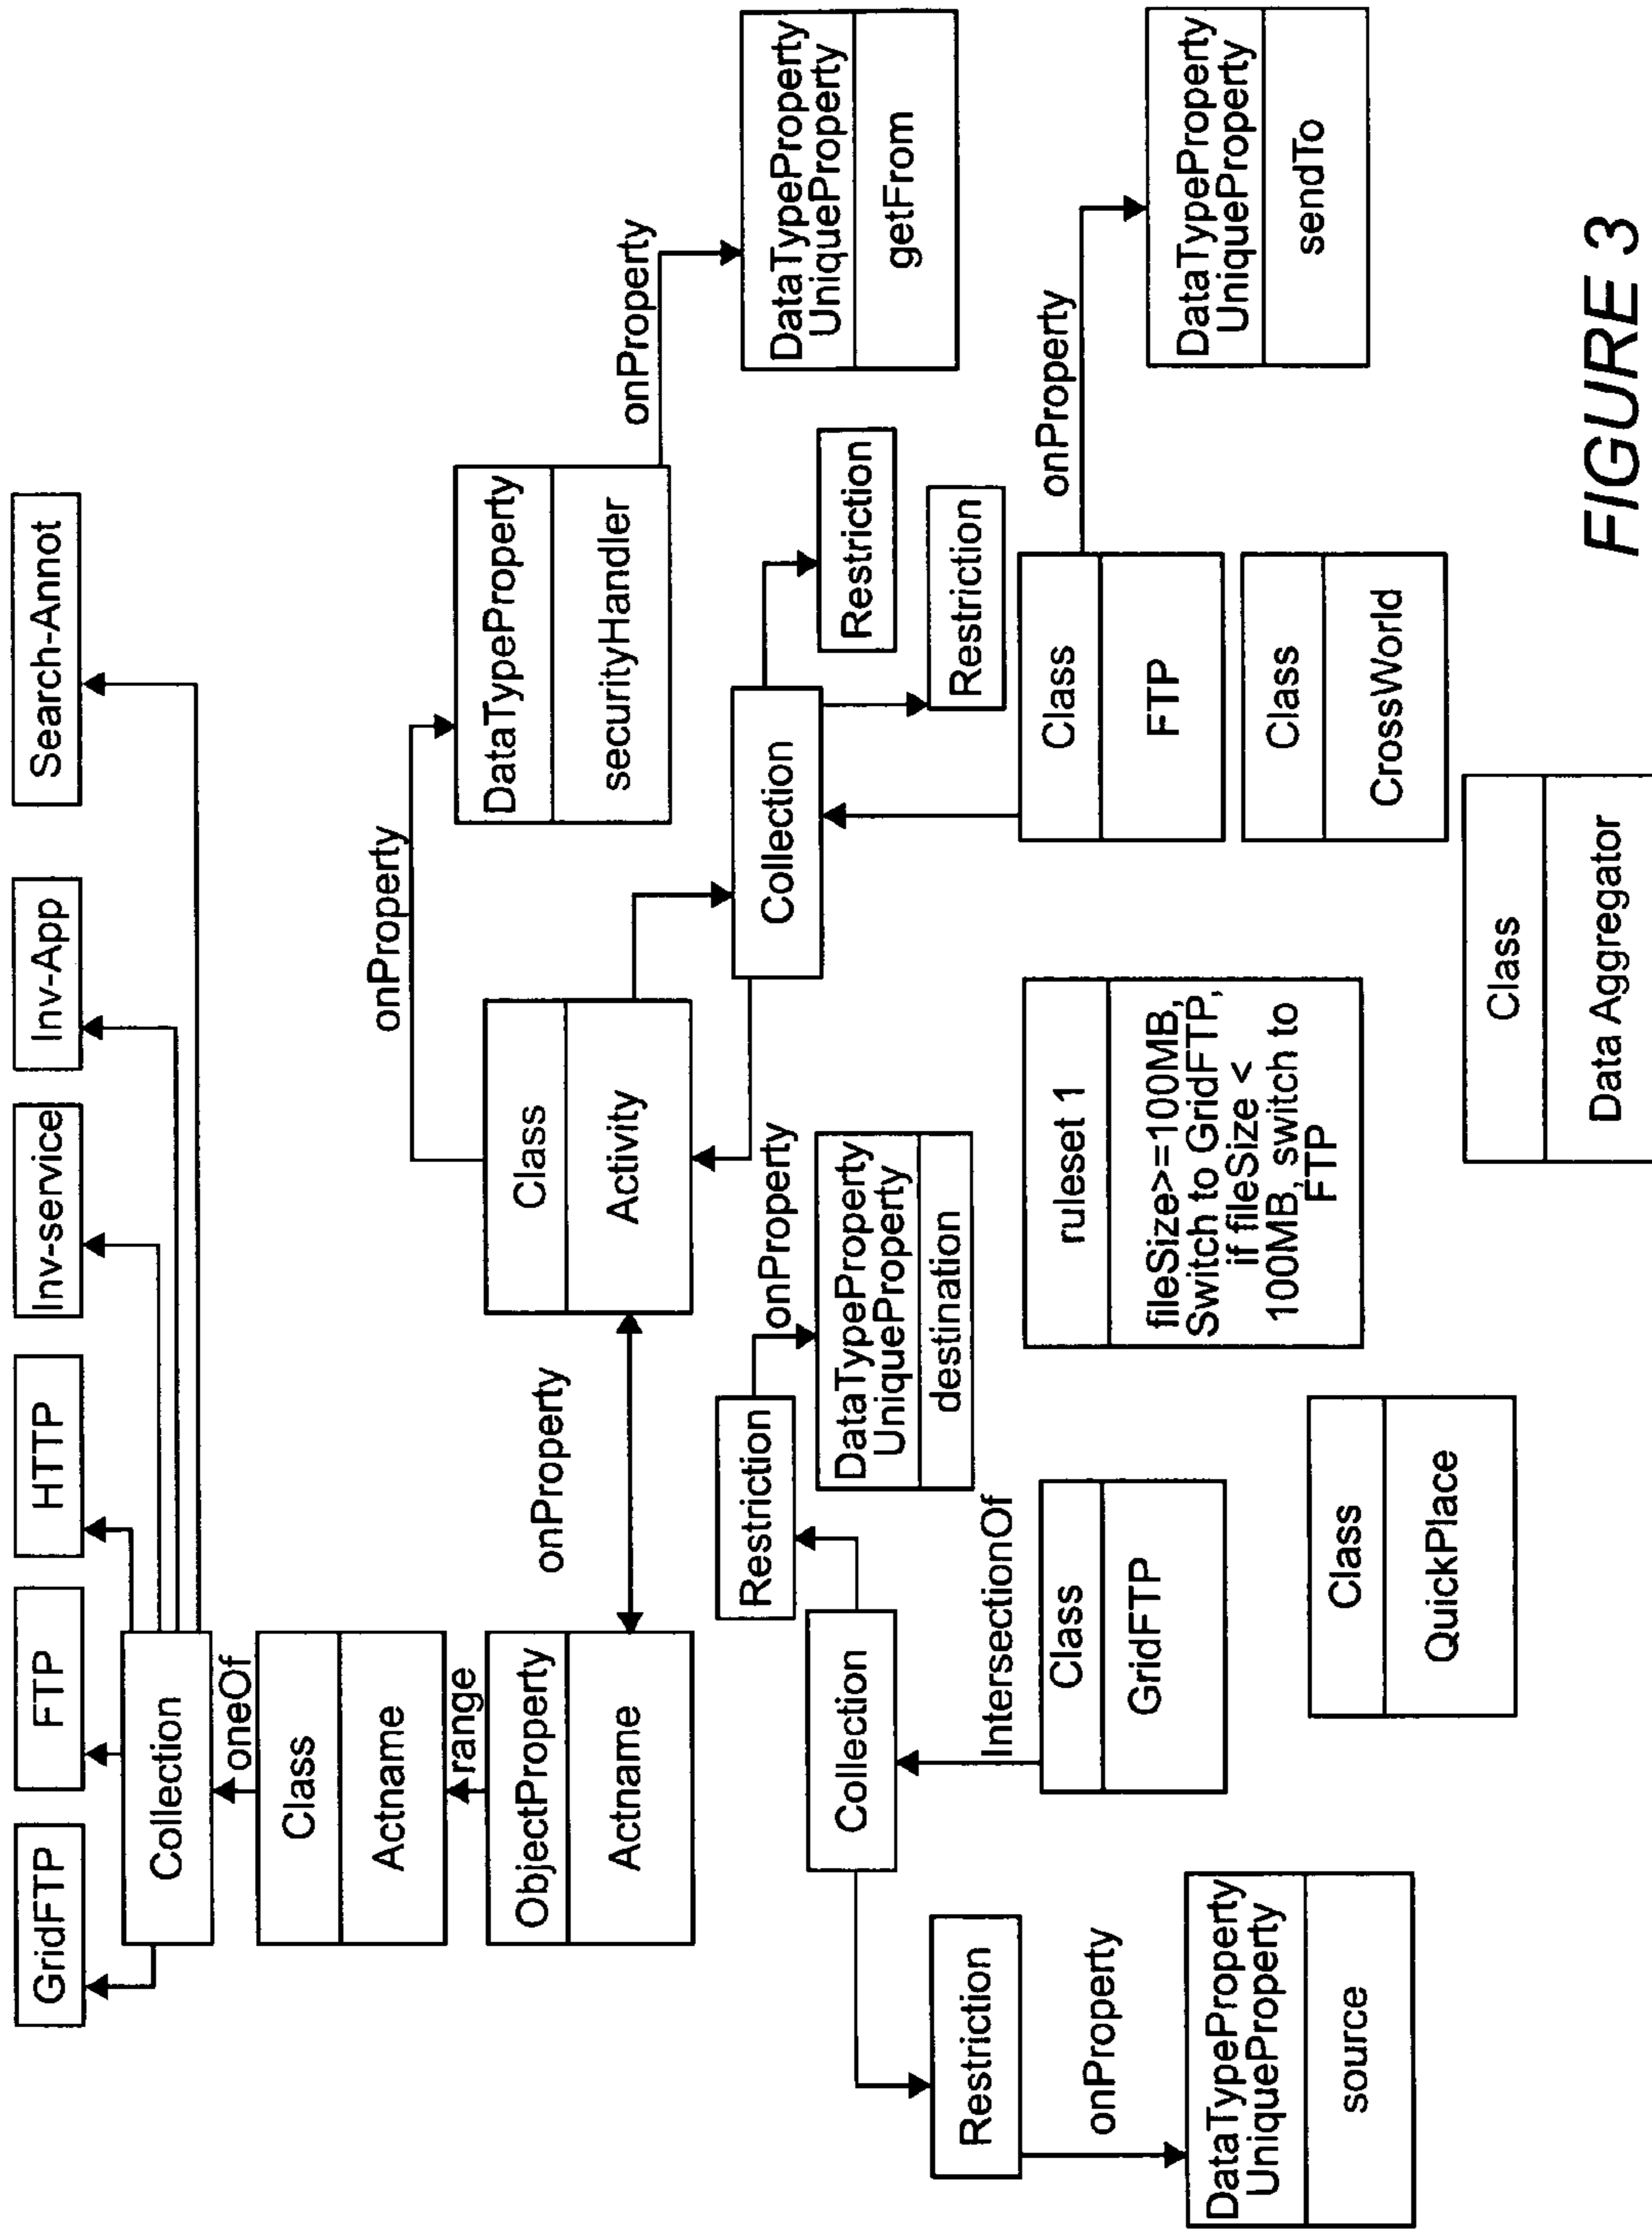 GridFTP
FTP
HTTP
Inv-service
Inv-App
Search-Annot
Collection
oneOf
Class
Actname
range
ObjectProperty
Actname
onProperty
Class
Activity
onProperty
DataTypeProperty
securityHandler
onProperty
DataTypeProperty
UniqueProperty
getFrom
Restriction
onProperty
DataTypeProperty
UniqueProperty
destination
Collection
Restriction
Restriction
Collection
IntersectionOf
Class
GridFTP
Restriction
onProperty
DataTypeProperty
UniqueProperty
source
ruleset 1
fileSize>=100MB,
Switch to GridFTP,
if fileSize <
100MB, switch to
FTP
Class
FTP
onProperty
DataTypeProperty
UniqueProperty
sendTo
Class
QuickPlace
Class
CrossWorld
Class
Data Aggregator
FIGURE 3